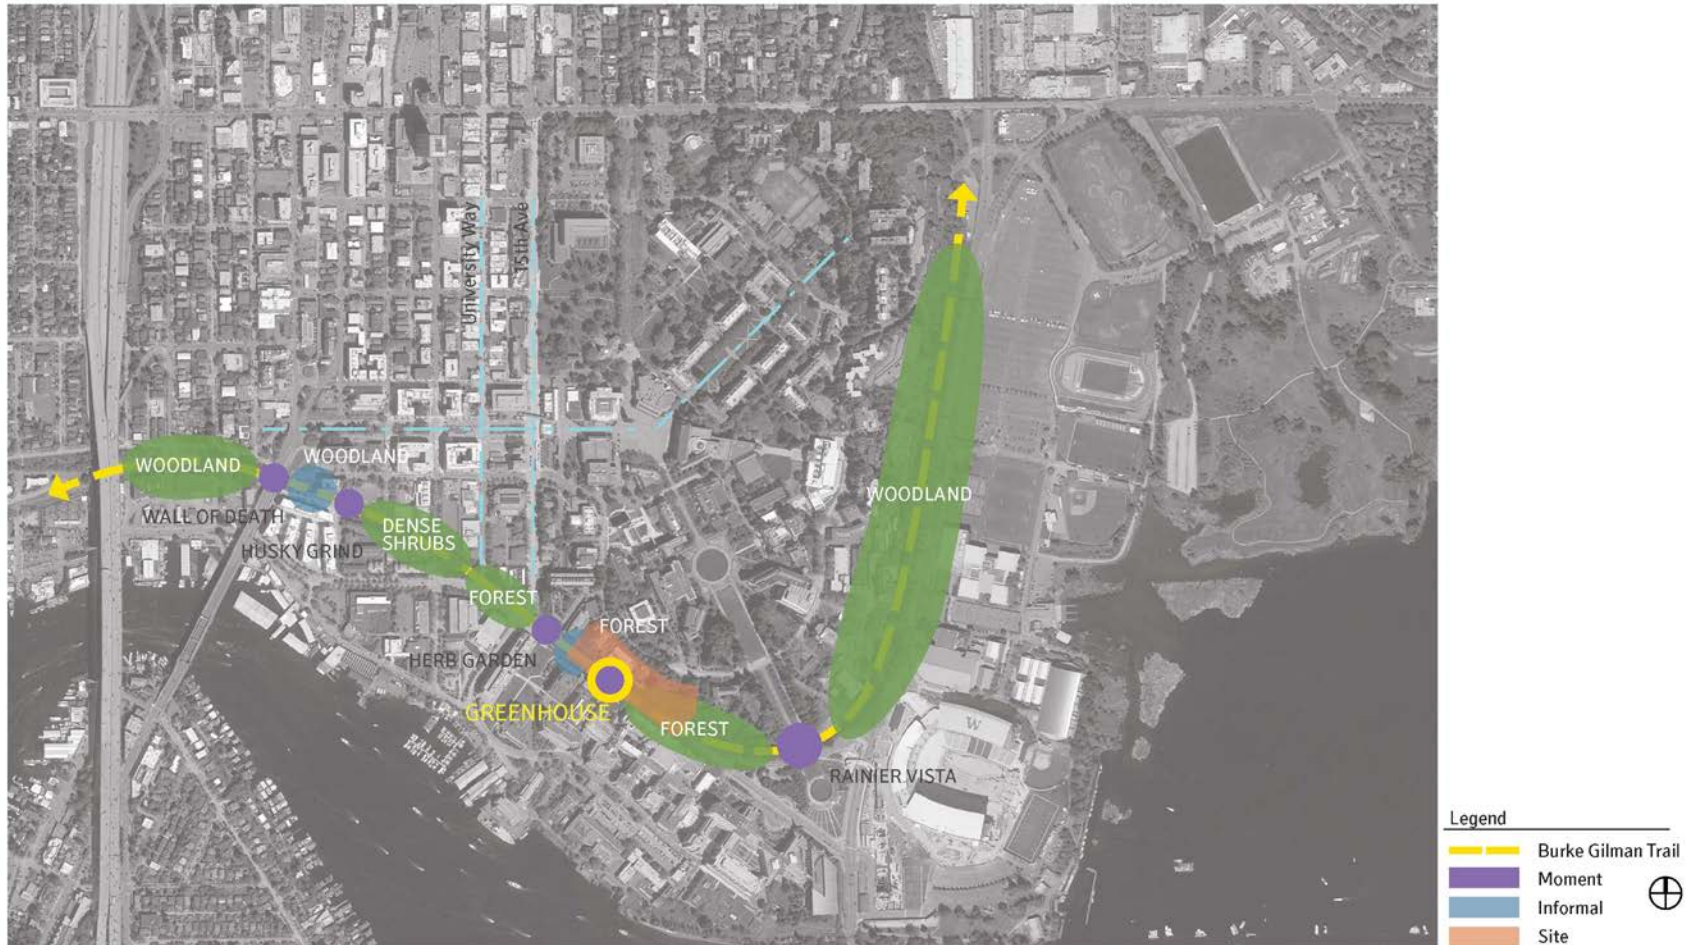 University Way
15th Ave
WOODLAND
WOODLAND
WALL OF DEATH
HUSKY GRIND
DENSE
SHRUBS
WOODLAND
FOREST
FOREST
HERB GARDEN
GREENHOUSE
FOREST
W
RAINIER VISTA
Legend
Burke Gilman Trail
Moment
Informal
Site